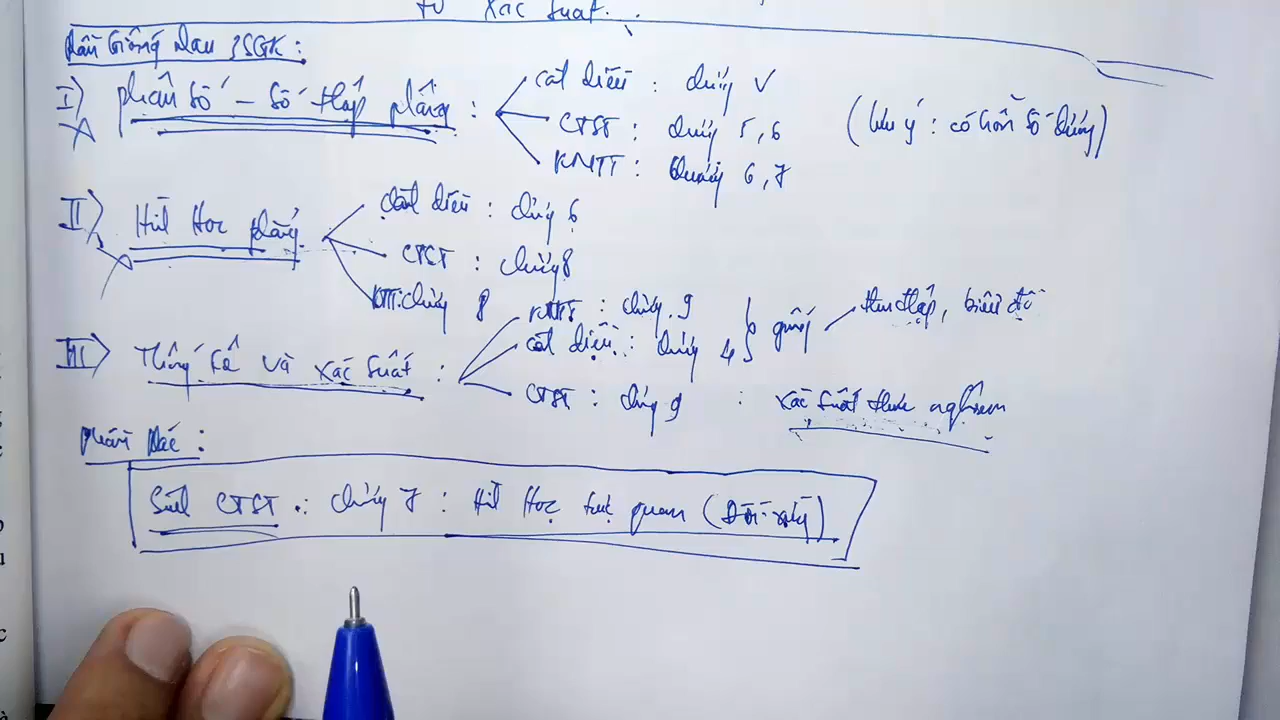 từ xác suất.
Phần Giống Nhau 3SGK:
I) phân số - số thập phân : cánh diều : chương V (lưu ý : có hỗn số dương)
CTST : chương 5, 6
KNTT : chương 6, 7
II) Hình Học phẳng cánh diều : chương 6
CTST : chương 8
KNTT: chương 8
III) Thống kê và xác suất : KNTT : chương 9
cánh diều : chương 4 thu thập, biểu đồ
CTST : chương 9 : xác suất thực nghiệm
phần khác :
Sách CTST : chương 7 : Hình Học trực quan (Đối xứng)